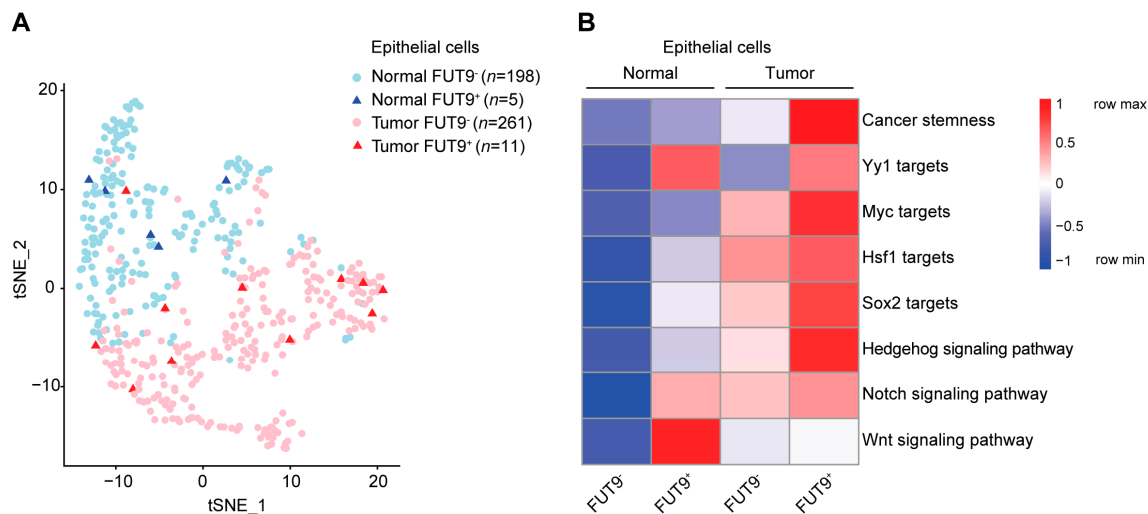 A
Epithelial cells
Normal FUT9⁻ (n=198)
Normal FUT9⁺ (n=5)
Tumor FUT9⁻ (n=261)
Tumor FUT9⁺ (n=11)
20
10
0
−10
tSNE_2
−10 0 10 20
tSNE_1
B
Epithelial cells
Normal Tumor
Cancer stemness
Yy1 targets
Myc targets
Hsf1 targets
Sox2 targets
Hedgehog signaling pathway
Notch signaling pathway
Wnt signaling pathway
FUT9⁻ FUT9⁺ FUT9⁻ FUT9⁺
1 row max
0.5
0
−0.5
−1 row min